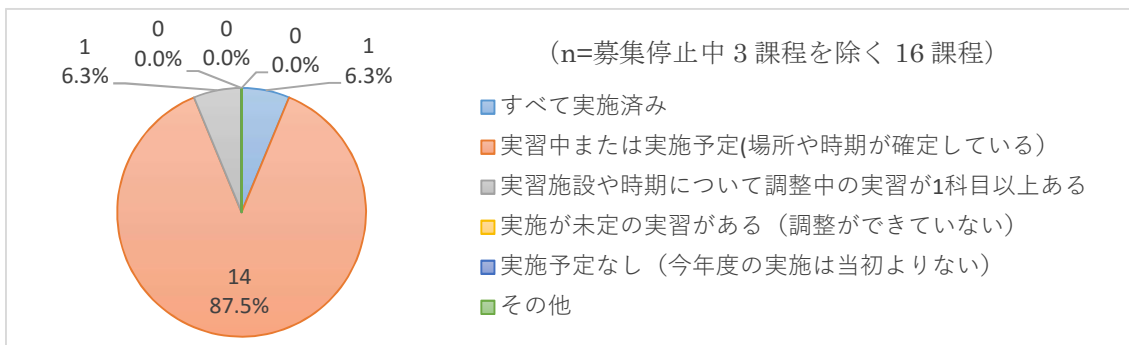 0
0.0%
0
0.0%
0
0.0%
1
6.3%
1
6.3%
14
87.5%
（n=募集停止中 3 課程を除く 16 課程）
すべて実施済み
実習中または実施予定(場所や時期が確定している）
実習施設や時期について調整中の実習が1科目以上ある
実施が未定の実習がある（調整ができていない）
実施予定なし（今年度の実施は当初よりない）
その他